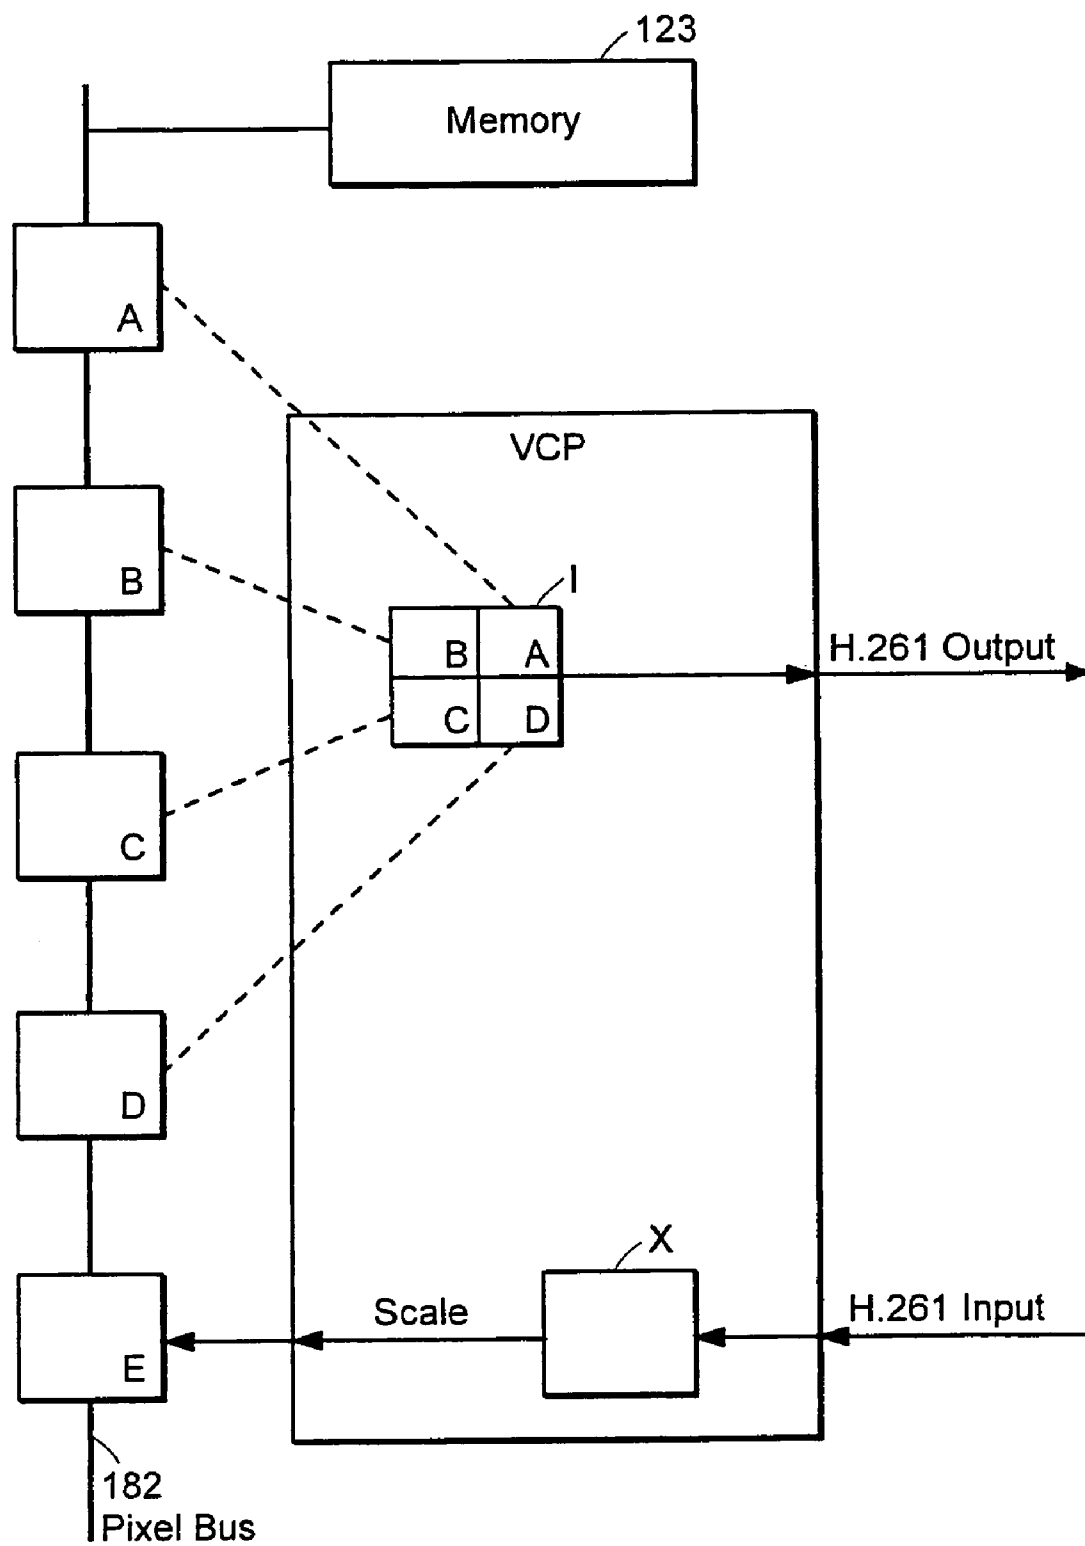 123
Memory
A
VCP
B
I
B A
H.261 Output
C D
C
D
X
Scale
H.261 Input
E
182
Pixel Bus